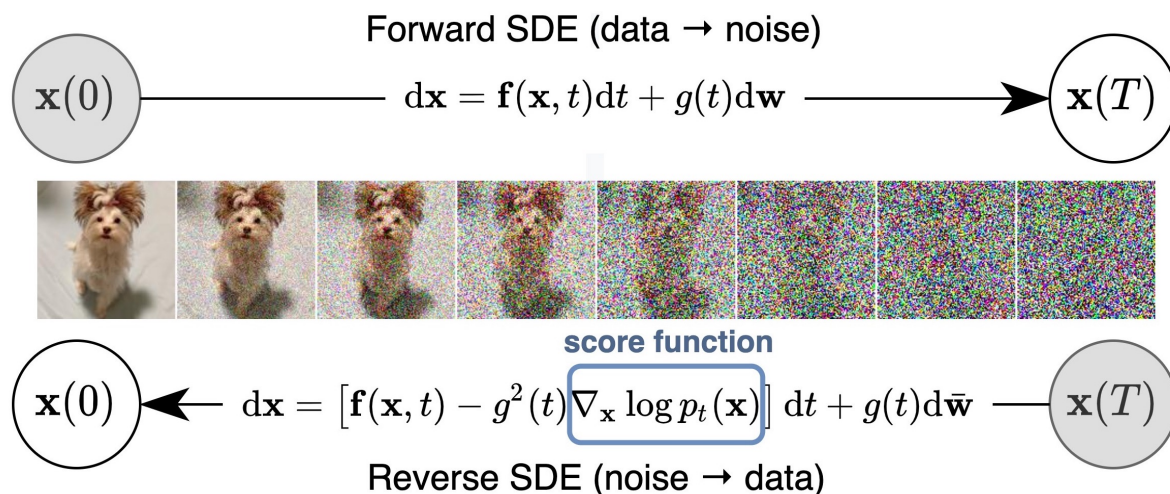 Forward SDE (data → noise)
x(0) dx = f(x, t)dt + g(t)dw x(T)
score function
x(0) dx = [f(x, t) − g²(t)∇ₓ log pₜ(x)] dt + g(t)dw̄ x(T)
Reverse SDE (noise → data)